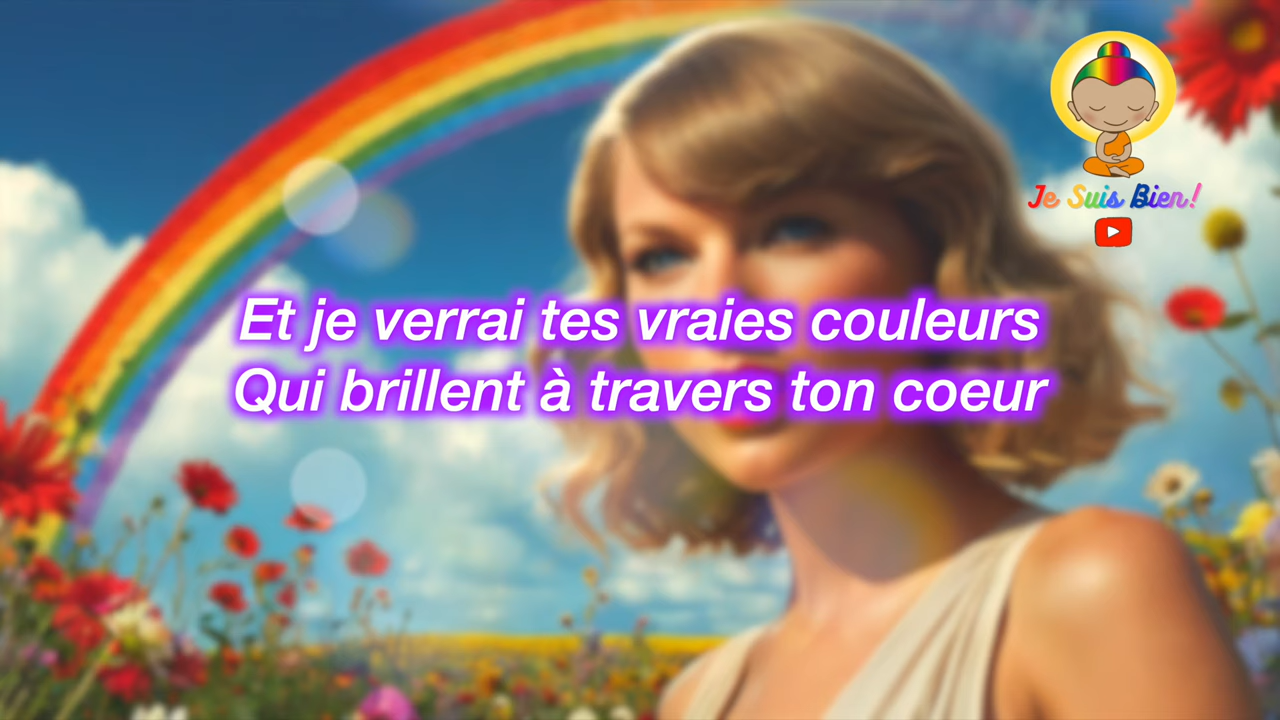 Je Suis Bien!
Et je verrai tes vraies couleurs
Qui brillent à travers ton coeur